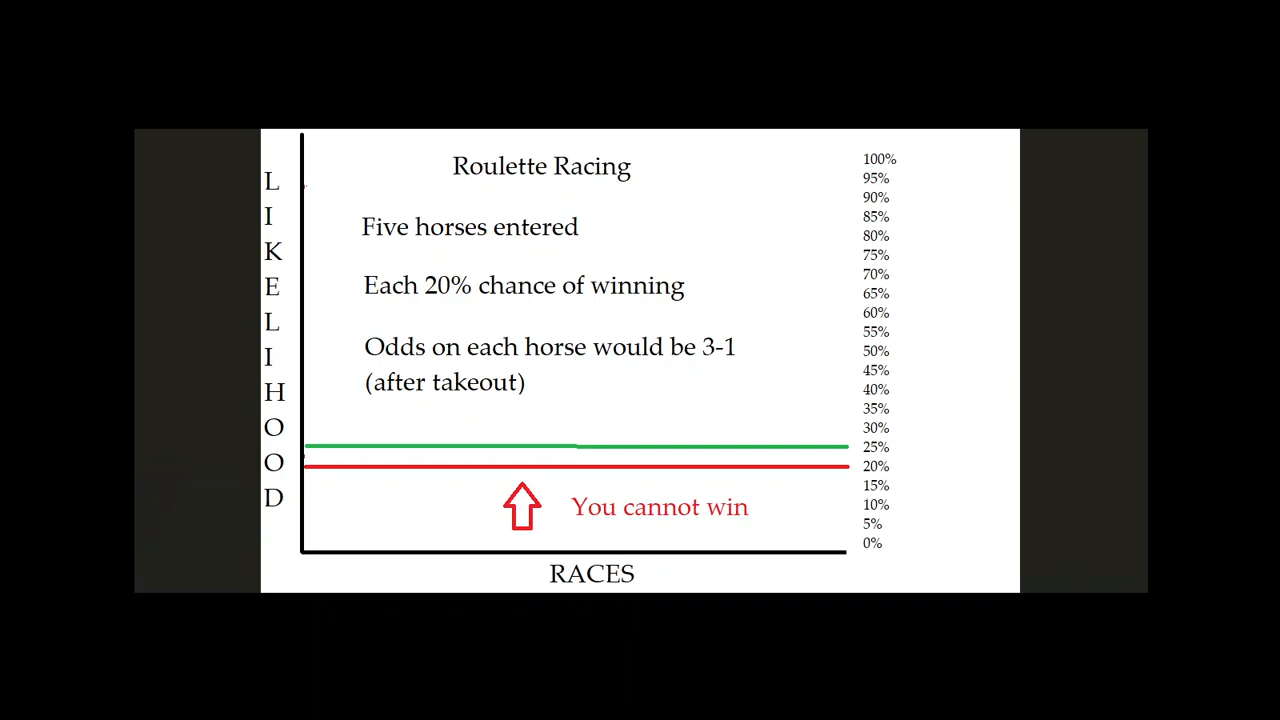 Roulette Racing
LIKELIHOOD
Five horses entered
Each 20% chance of winning
Odds on each horse would be 3-1
(after takeout)
You cannot win
RACES
100%
95%
90%
85%
80%
75%
70%
65%
60%
55%
50%
45%
40%
35%
30%
25%
20%
15%
10%
5%
0%